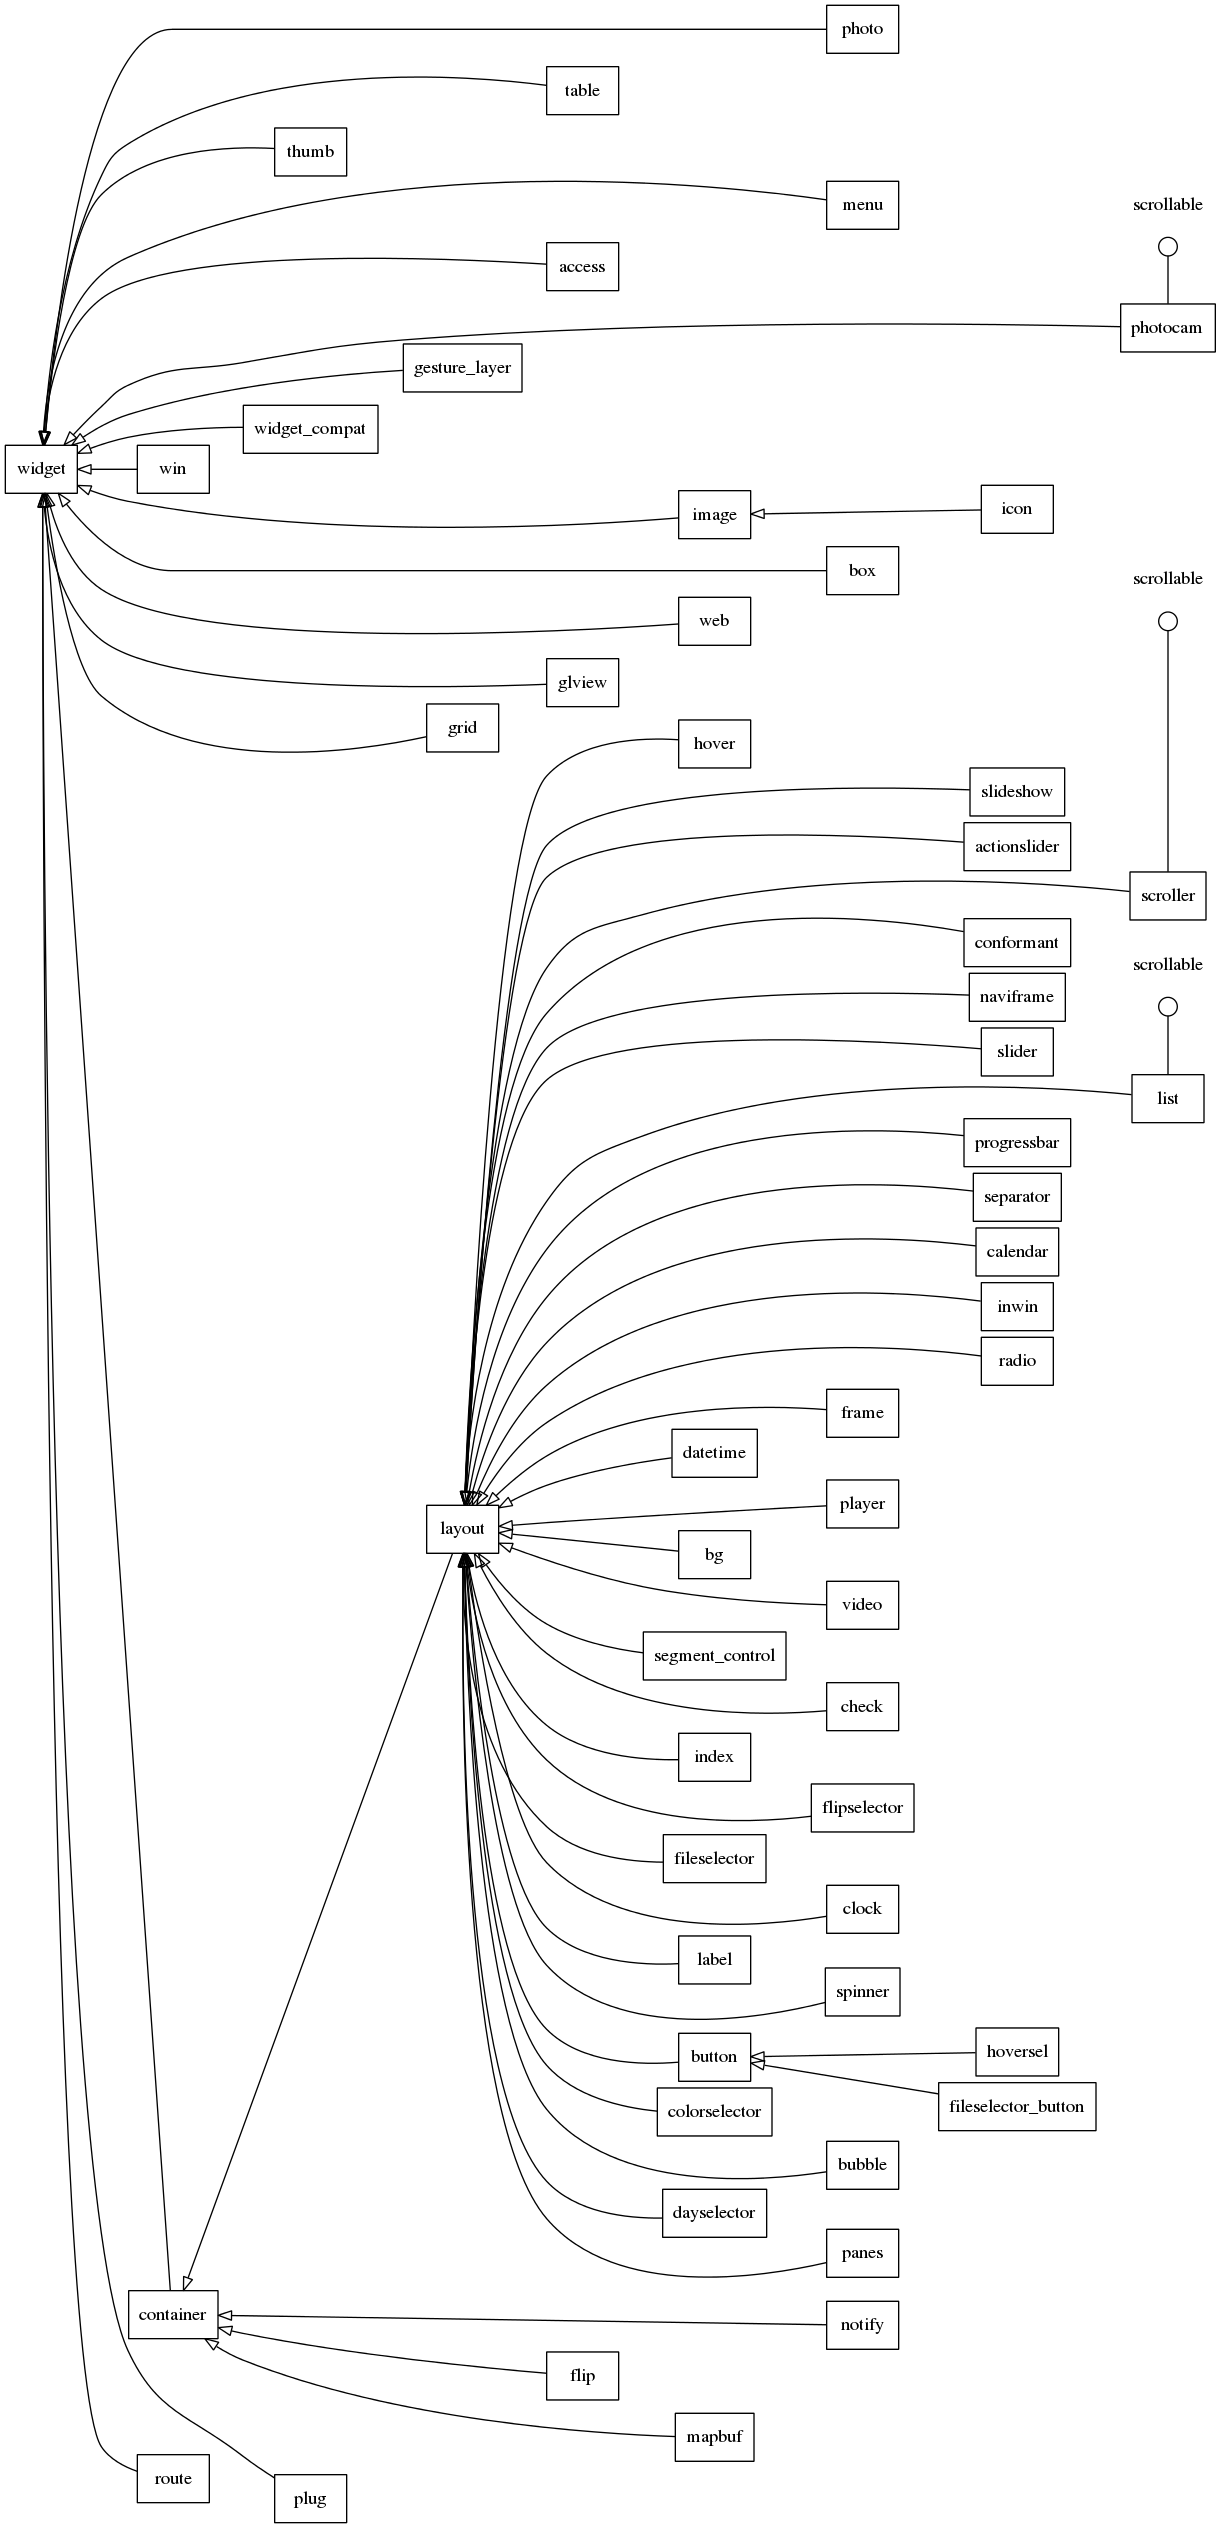 photo
table
thumb
menu
scrollable
access
photocam
gesture_layer
widget_compat
widget
win
image
icon
box
scrollable
web
glview
grid
hover
slideshow
actionslider
scroller
conformant
scrollable
naviframe
slider
list
progressbar
separator
calendar
inwin
radio
frame
datetime
player
layout
bg
video
segment_control
check
index
flipselector
fileselector
clock
label
spinner
hoversel
button
fileselector_button
colorselector
bubble
dayselector
panes
container
notify
flip
mapbuf
route
plug